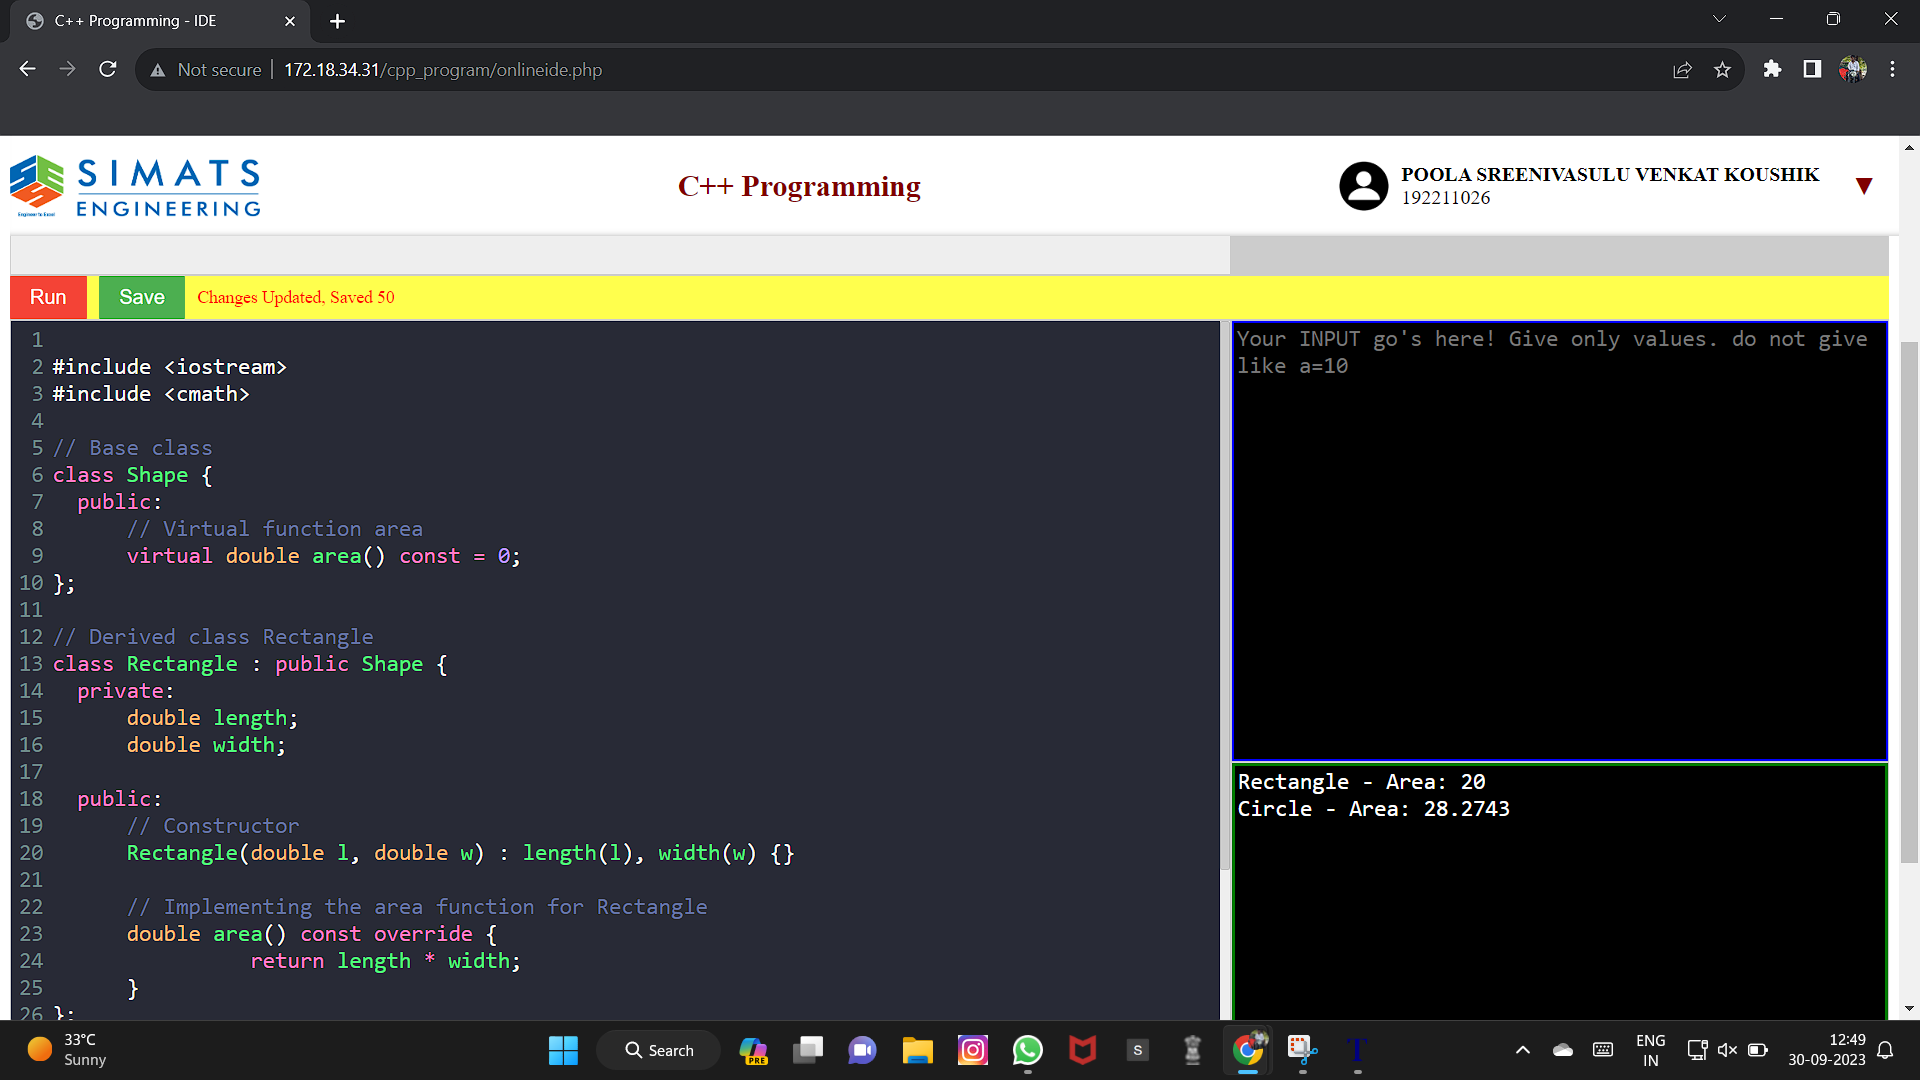 C++ Programming - IDE
Not secure
172.18.34.31/cpp_program/onlineide.php
SIMATS
ENGINEERING
Engineer to Excel
C++ Programming
POOLA SREENIVASULU VENKAT KOUSHIK
192211026
Run
Save
Changes Updated, Saved 50
1
2 #include <iostream>
3 #include <cmath>
4
5 // Base class
6 class Shape {
7 public:
8 // Virtual function area
9 virtual double area() const = 0;
10 };
11
12 // Derived class Rectangle
13 class Rectangle : public Shape {
14 private:
15 double length;
16 double width;
17
18 public:
19 // Constructor
20 Rectangle(double l, double w) : length(l), width(w) {}
21
22 // Implementing the area function for Rectangle
23 double area() const override {
24 return length * width;
25 }
26 };
Your INPUT go's here! Give only values. do not give
like a=10
Rectangle - Area: 20
Circle - Area: 28.2743
33°C
Sunny
Search
PRE
S
T
ENG
IN
12:49
30-09-2023